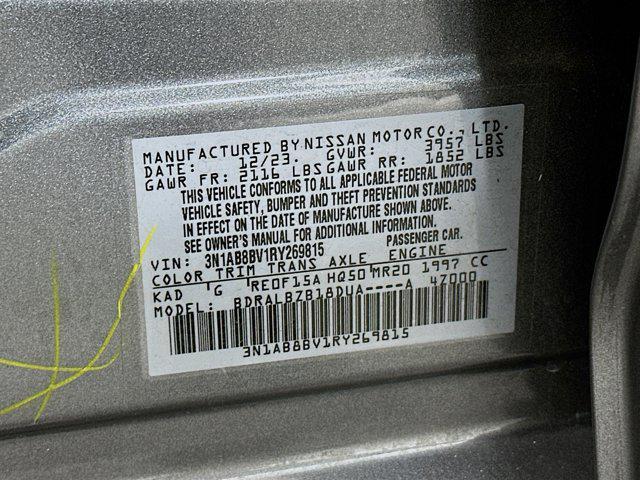 MANUFACTURED BY NISSAN MOTOR CO., LTD.
DATE: 12/23. GVWR: 3957 LBS
GAWR FR: 2116 LBS GAWR RR: 1852 LBS
THIS VEHICLE CONFORMS TO ALL APPLICABLE FEDERAL MOTOR
VEHICLE SAFETY, BUMPER AND THEFT PREVENTION STANDARDS
IN EFFECT ON THE DATE OF MANUFACTURE SHOWN ABOVE.
SEE OWNER'S MANUAL FOR ADDITIONAL INFORMATION.
VIN: 3N1AB8BV1RY269815 PASSENGER CAR.
COLOR TRIM TRANS AXLE ENGINE
KAD G RE0F15A HQ50 MR20 1997 CC
MODEL: BDRALBZB18DUA----A 47000
3N1AB8BV1RY269815